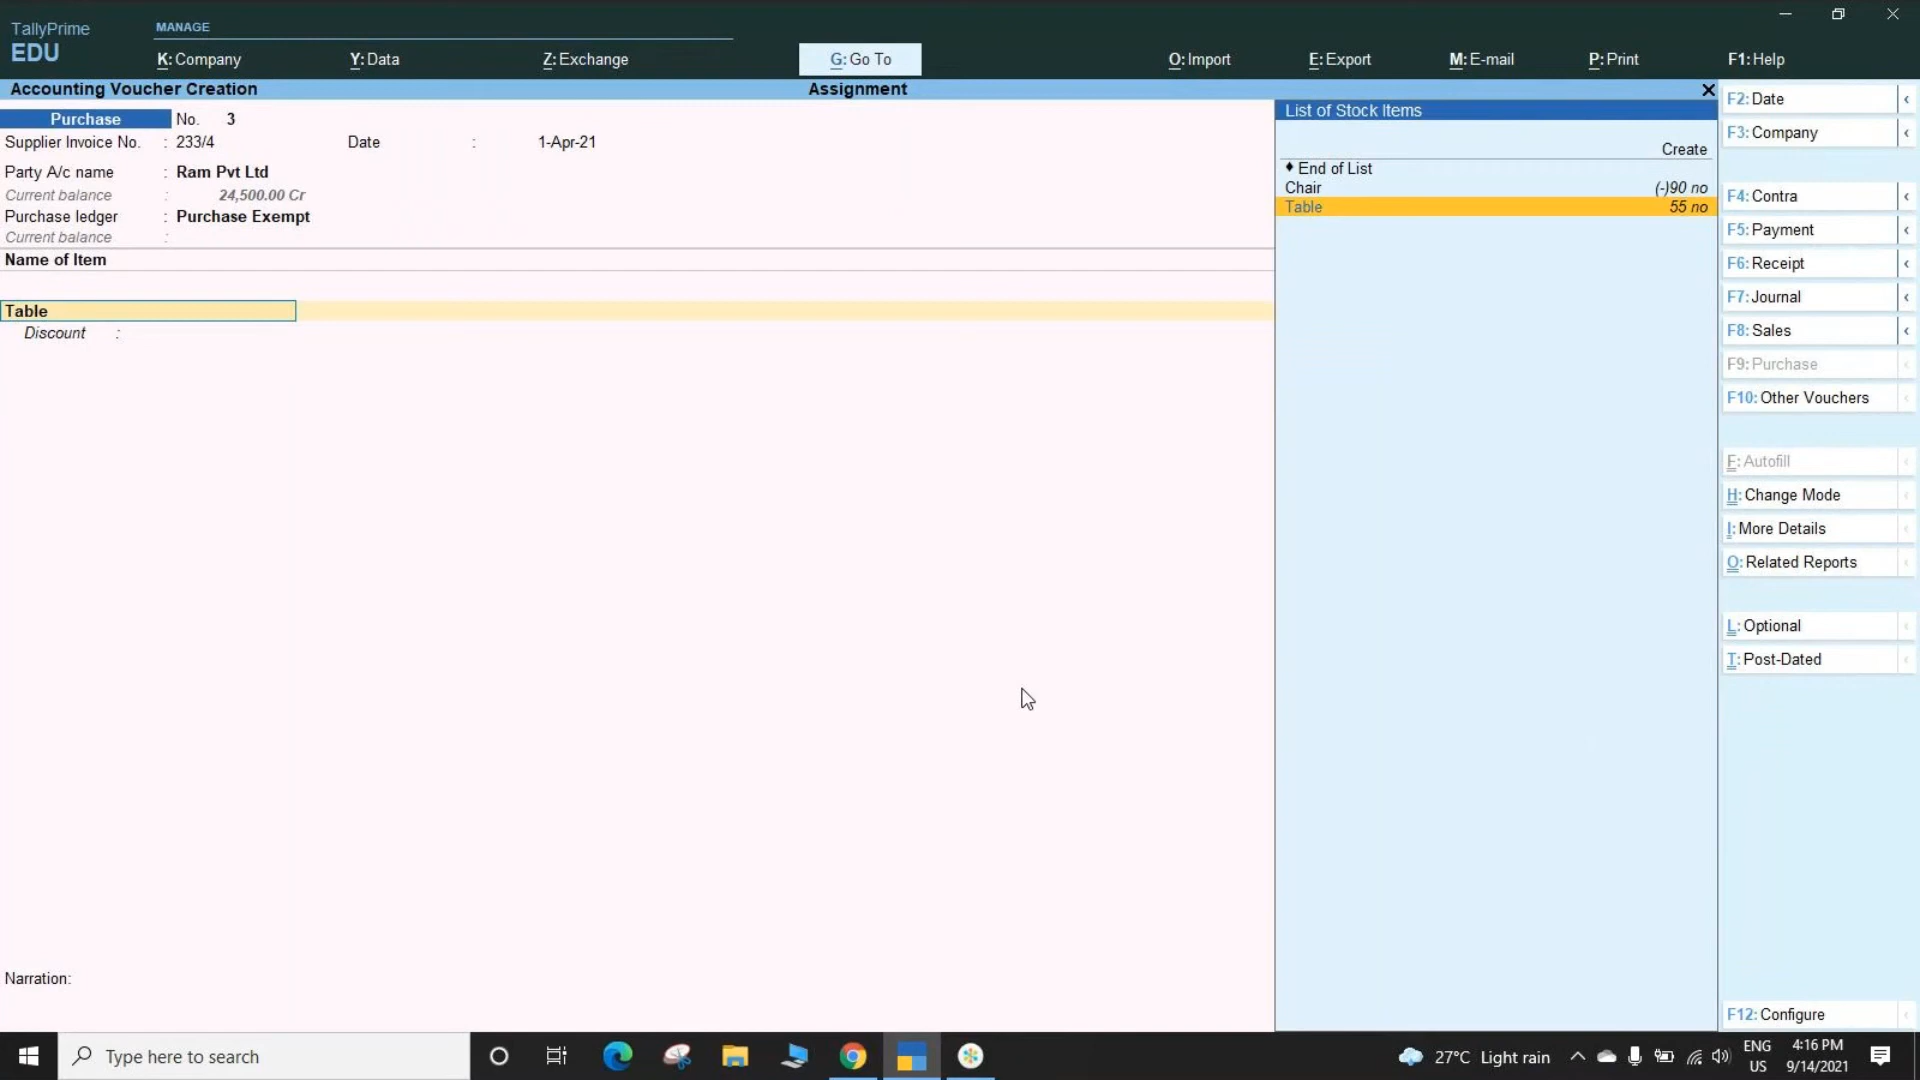 TallyPrime
EDU
MANAGE
K: Company
Y: Data
Z: Exchange
G: Go To
O: Import
E: Export
M: E-mail
P: Print
F1: Help
Accounting Voucher Creation
Assignment
Purchase No. 3
Supplier Invoice No. : 233/4 Date : 1-Apr-21
Party A/c name : Ram Pvt Ltd
Current balance : 24,500.00 Cr
Purchase ledger : Purchase Exempt
Current balance :
Name of Item
Table
Discount :
Narration:
List of Stock Items
Create
♦ End of List
Chair (-)90 no
Table 55 no
F2: Date
F3: Company
F4: Contra
F5: Payment
F6: Receipt
F7: Journal
F8: Sales
F9: Purchase
F10: Other Vouchers
F: Autofill
H: Change Mode
I: More Details
O: Related Reports
L: Optional
T: Post-Dated
F12: Configure
Type here to search
27°C Light rain
ENG
US
4:16 PM
9/14/2021